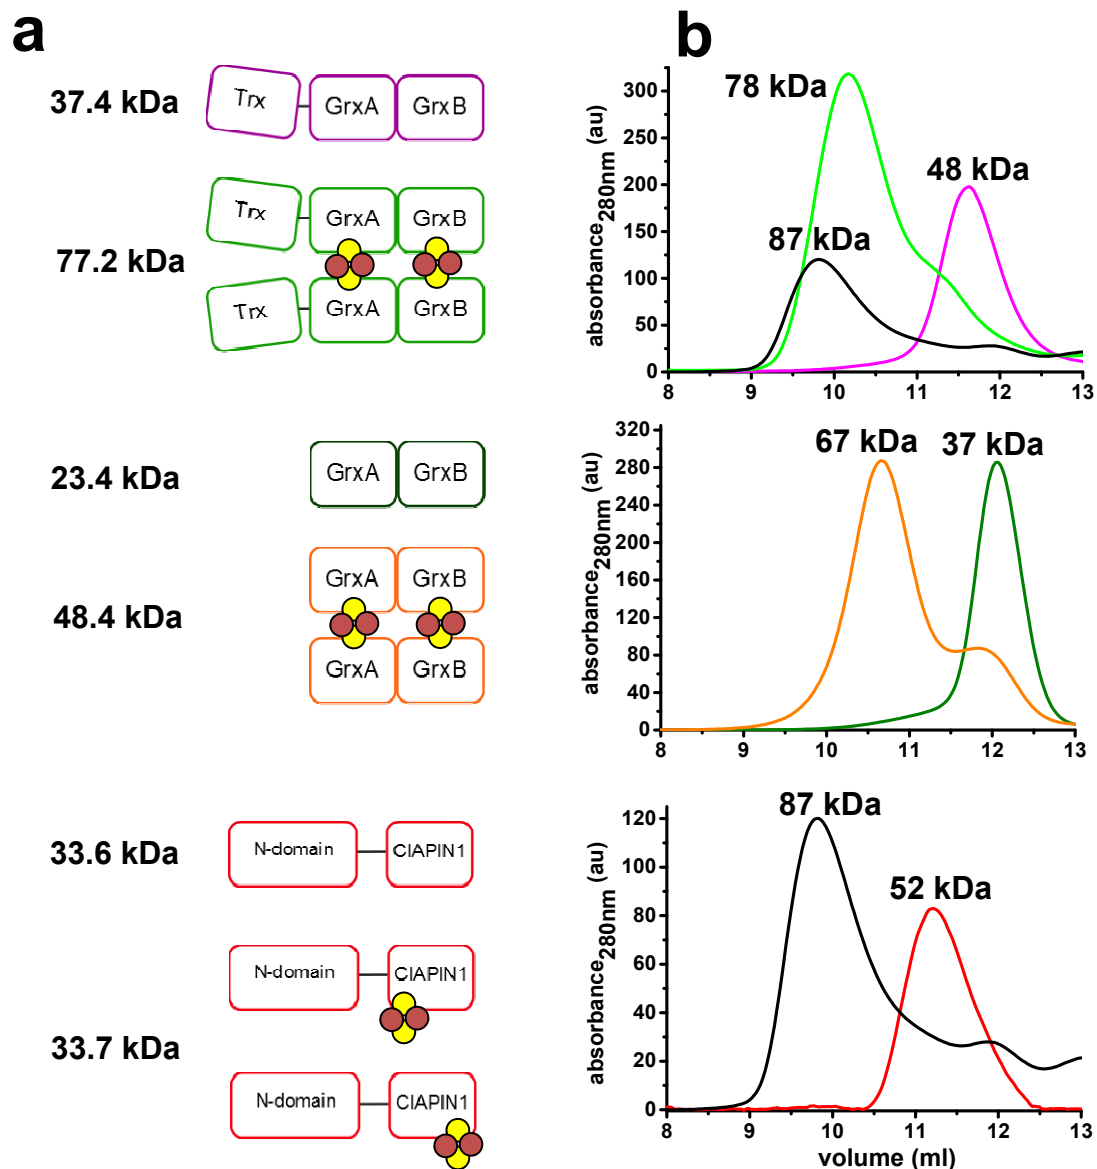 a
37.4 kDa
Trx GrxA GrxB
77.2 kDa
Trx GrxA GrxB
Trx GrxA GrxB
23.4 kDa
GrxA GrxB
48.4 kDa
GrxA GrxB
GrxA GrxB
33.6 kDa
N-domain CIAPIN1
33.7 kDa
N-domain CIAPIN1
N-domain CIAPIN1
b
absorbance280nm (au)
300
250
200
150
100
50
0
78 kDa
48 kDa
87 kDa
8 9 10 11 12 13
absorbance280nm (au)
320
280
240
200
160
120
80
40
0
67 kDa 37 kDa
8 9 10 11 12 13
absorbance280nm (au)
120
100
80
60
40
20
0
87 kDa
52 kDa
8 9 10 11 12 13
volume (ml)